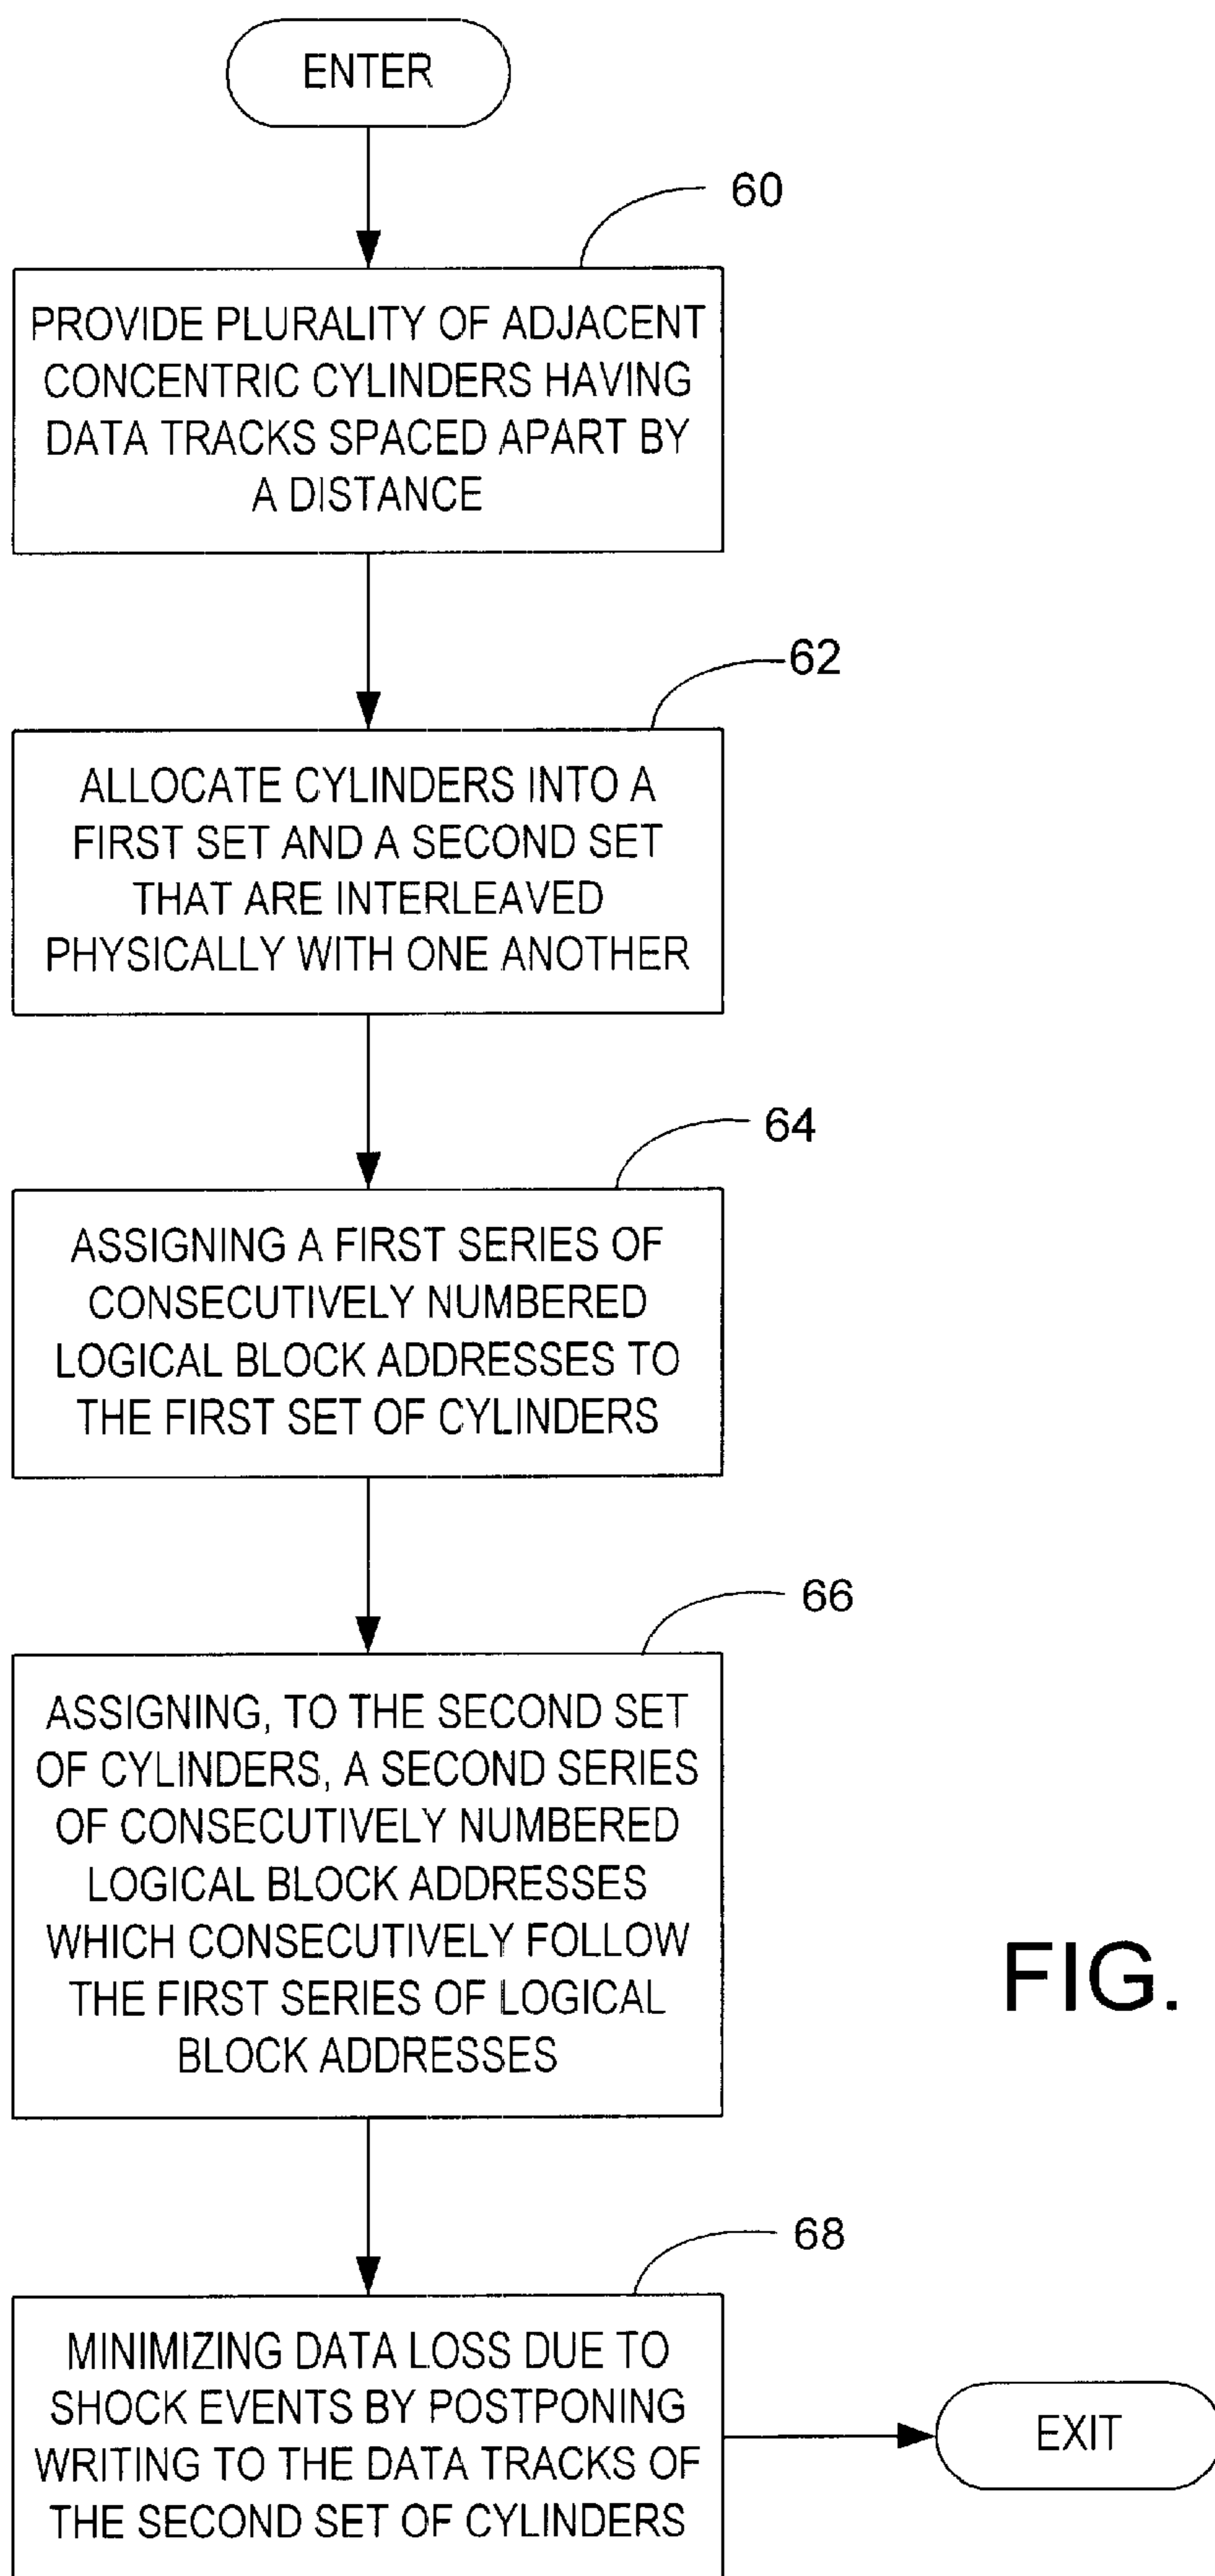 ENTER
60
PROVIDE PLURALITY OF ADJACENT
CONCENTRIC CYLINDERS HAVING
DATA TRACKS SPACED APART BY
A DISTANCE
62
ALLOCATE CYLINDERS INTO A
FIRST SET AND A SECOND SET
THAT ARE INTERLEAVED
PHYSICALLY WITH ONE ANOTHER
64
ASSIGNING A FIRST SERIES OF
CONSECUTIVELY NUMBERED
LOGICAL BLOCK ADDRESSES TO
THE FIRST SET OF CYLINDERS
66
ASSIGNING, TO THE SECOND SET
OF CYLINDERS, A SECOND SERIES
OF CONSECUTIVELY NUMBERED
LOGICAL BLOCK ADDRESSES
WHICH CONSECUTIVELY FOLLOW
THE FIRST SERIES OF LOGICAL
BLOCK ADDRESSES
FIG.
68
MINIMIZING DATA LOSS DUE TO
SHOCK EVENTS BY POSTPONING
WRITING TO THE DATA TRACKS OF
THE SECOND SET OF CYLINDERS
EXIT